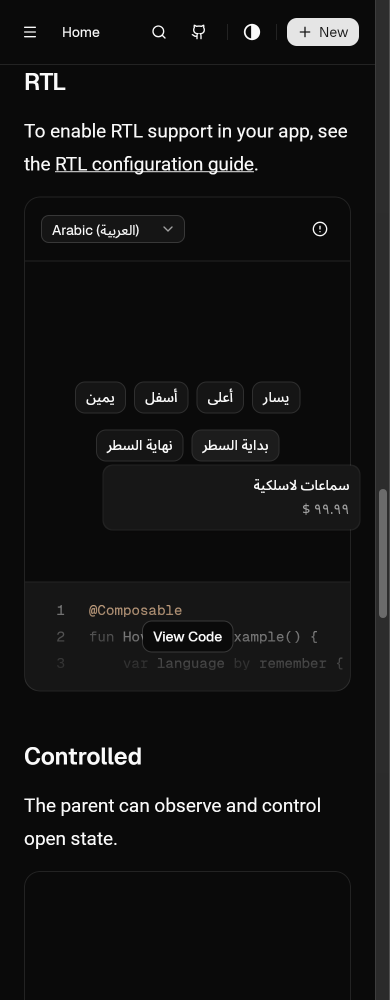 Home
New
RTL
To enable RTL support in your app, see
the RTL configuration guide.
Arabic (العربية)
يسار أعلى أسفل يمين
بداية السطر نهاية السطر
سماعات لاسلكية
٩٩.٩٩ $
1 @Composable
2 fun xample() {
View Code
3 var language by remember {
Controlled
The parent can observe and control
open state.